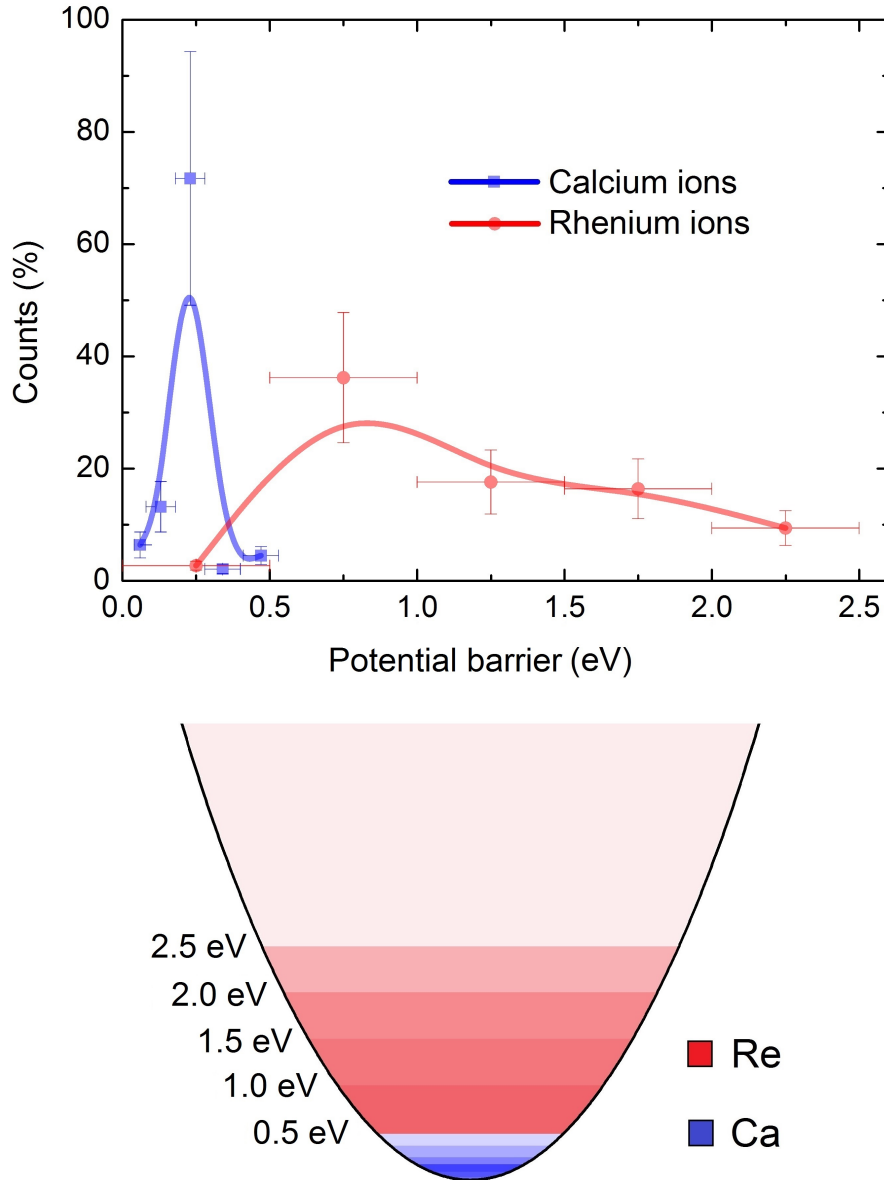 100
80
60
40
20
0
Counts (%)
Calcium ions
Rhenium ions
0.0 0.5 1.0 1.5 2.0 2.5
Potential barrier (eV)
2.5 eV
2.0 eV
1.5 eV
1.0 eV
0.5 eV
Re
Ca